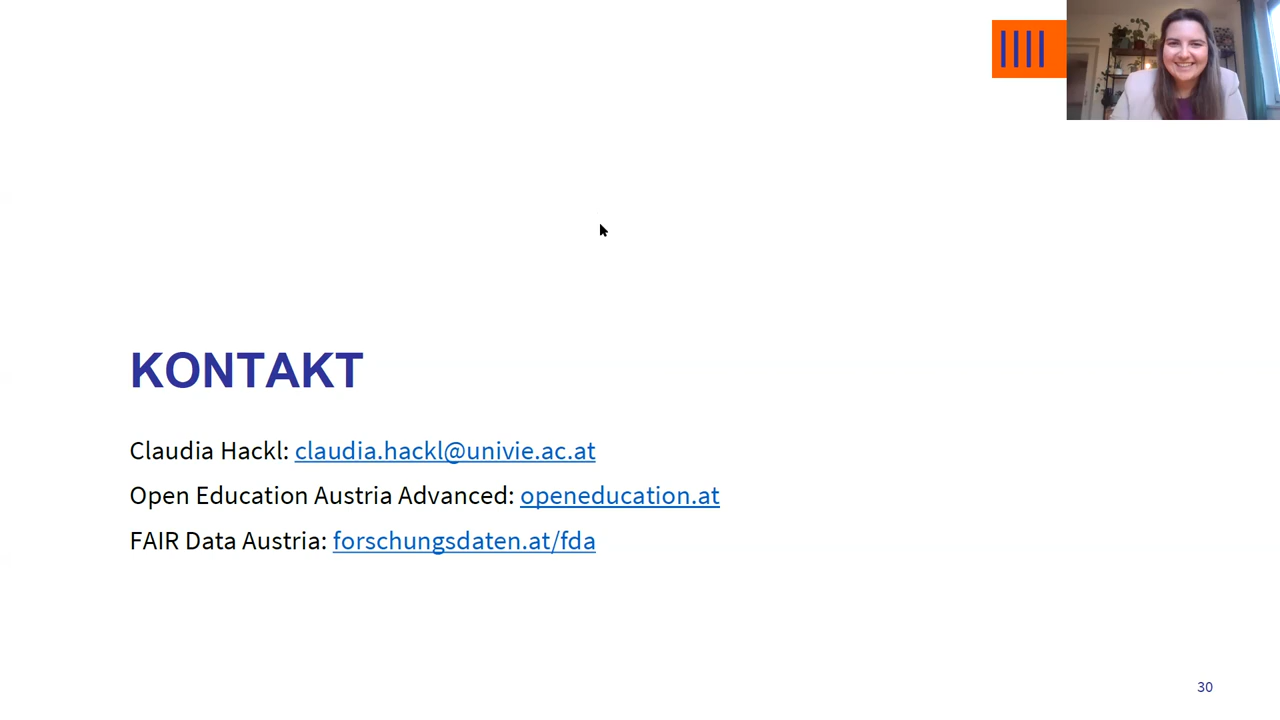 KONTAKT
Claudia Hackl: claudia.hackl@univie.ac.at
Open Education Austria Advanced: openeducation.at
FAIR Data Austria: forschungsdaten.at/fda
30